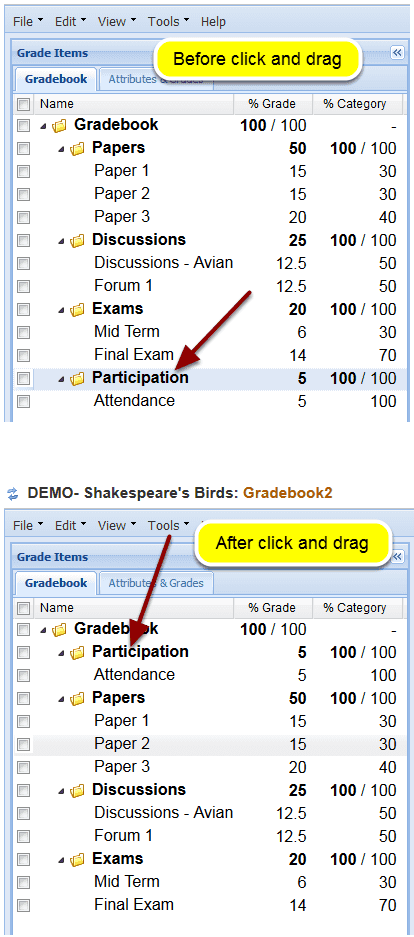 File Edit View Tools Help
Grade Items
Before click and drag
Gradebook Attributes & Grades
Name % Grade % Category
Gradebook 100 / 100 -
Papers 50 100 / 100
Paper 1 15 30
Paper 2 15 30
Paper 3 20 40
Discussions 25 100 / 100
Discussions - Avian 12.5 50
Forum 1 12.5 50
Exams 20 100 / 100
Mid Term 6 30
Final Exam 14 70
Participation 5 100 / 100
Attendance 5 100
DEMO- Shakespeare's Birds: Gradebook2
File Edit View Tools
Grade Items
After click and drag
Gradebook Attributes & Grades
Name % Grade % Category
Gradebook 100 / 100 -
Participation 5 100 / 100
Attendance 5 100
Papers 50 100 / 100
Paper 1 15 30
Paper 2 15 30
Paper 3 20 40
Discussions 25 100 / 100
Discussions - Avian 12.5 50
Forum 1 12.5 50
Exams 20 100 / 100
Mid Term 6 30
Final Exam 14 70